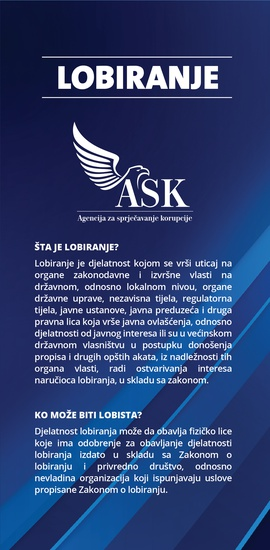 LOBIRANJE
ASK
Agencija za sprječavanje korupcije
ŠTA JE LOBIRANJE?
Lobiranje je djelatnost kojom se vrši uticaj na
organe zakonodavne i izvršne vlasti na
državnom, odnosno lokalnom nivou, organe
državne uprave, nezavisna tijela, regulatorna
tijela, javne ustanove, javna preduzeća i druga
pravna lica koja vrše javna ovlašćenja, odnosno
djelatnosti od javnog interesa ili su u većinskom
državnom vlasništvu u postupku donošenja
propisa i drugih opštih akata, iz nadležnosti tih
organa vlasti, radi ostvarivanja interesa
naručioca lobiranja, u skladu sa zakonom.
KO MOŽE BITI LOBISTA?
Djelatnost lobiranja može da obavlja fizičko lice
koje ima odobrenje za obavljanje djelatnosti
lobiranja izdato u skladu sa Zakonom o
lobiranju i privredno društvo, odnosno
nevladina organizacija koji ispunjavaju uslove
propisane Zakonom o lobiranju.